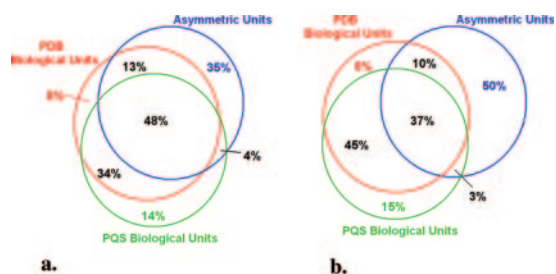 Asymmetric Units
PDB
Biological Units
13%
35%
8%
48%
4%
34%
14%
PQS Biological Units
a.
Asymmetric Units
PDB
Biological Units
10%
50%
45%
37%
3%
15%
PQS Biological Units
b.